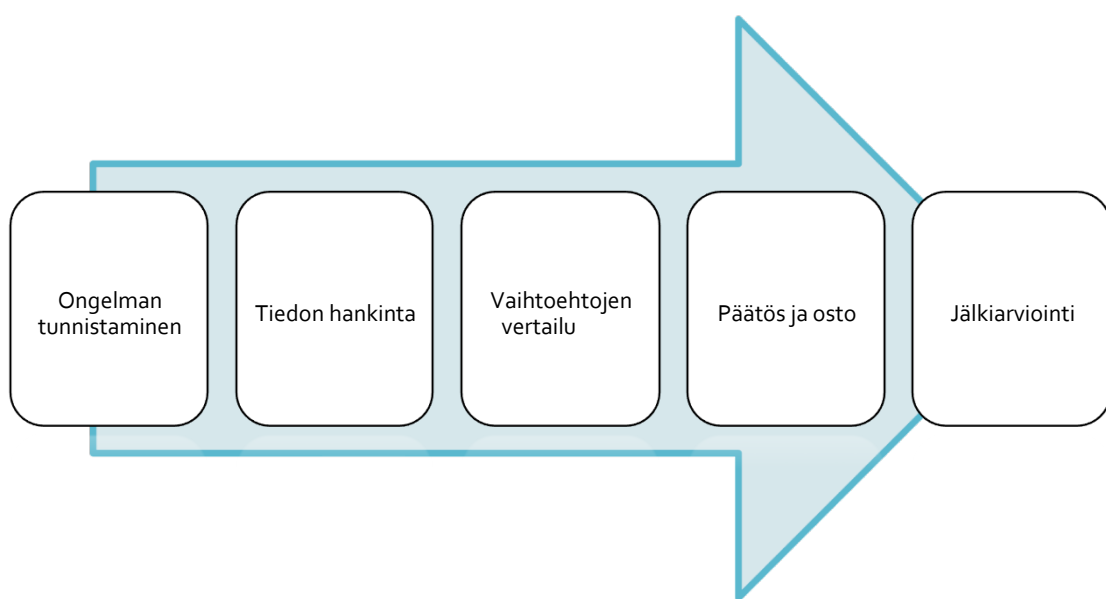 Ongelman
tunnistaminen
Tiedon hankinta
Vaihtoehtojen
vertailu
Päätös ja osto
Jälkiarviointi